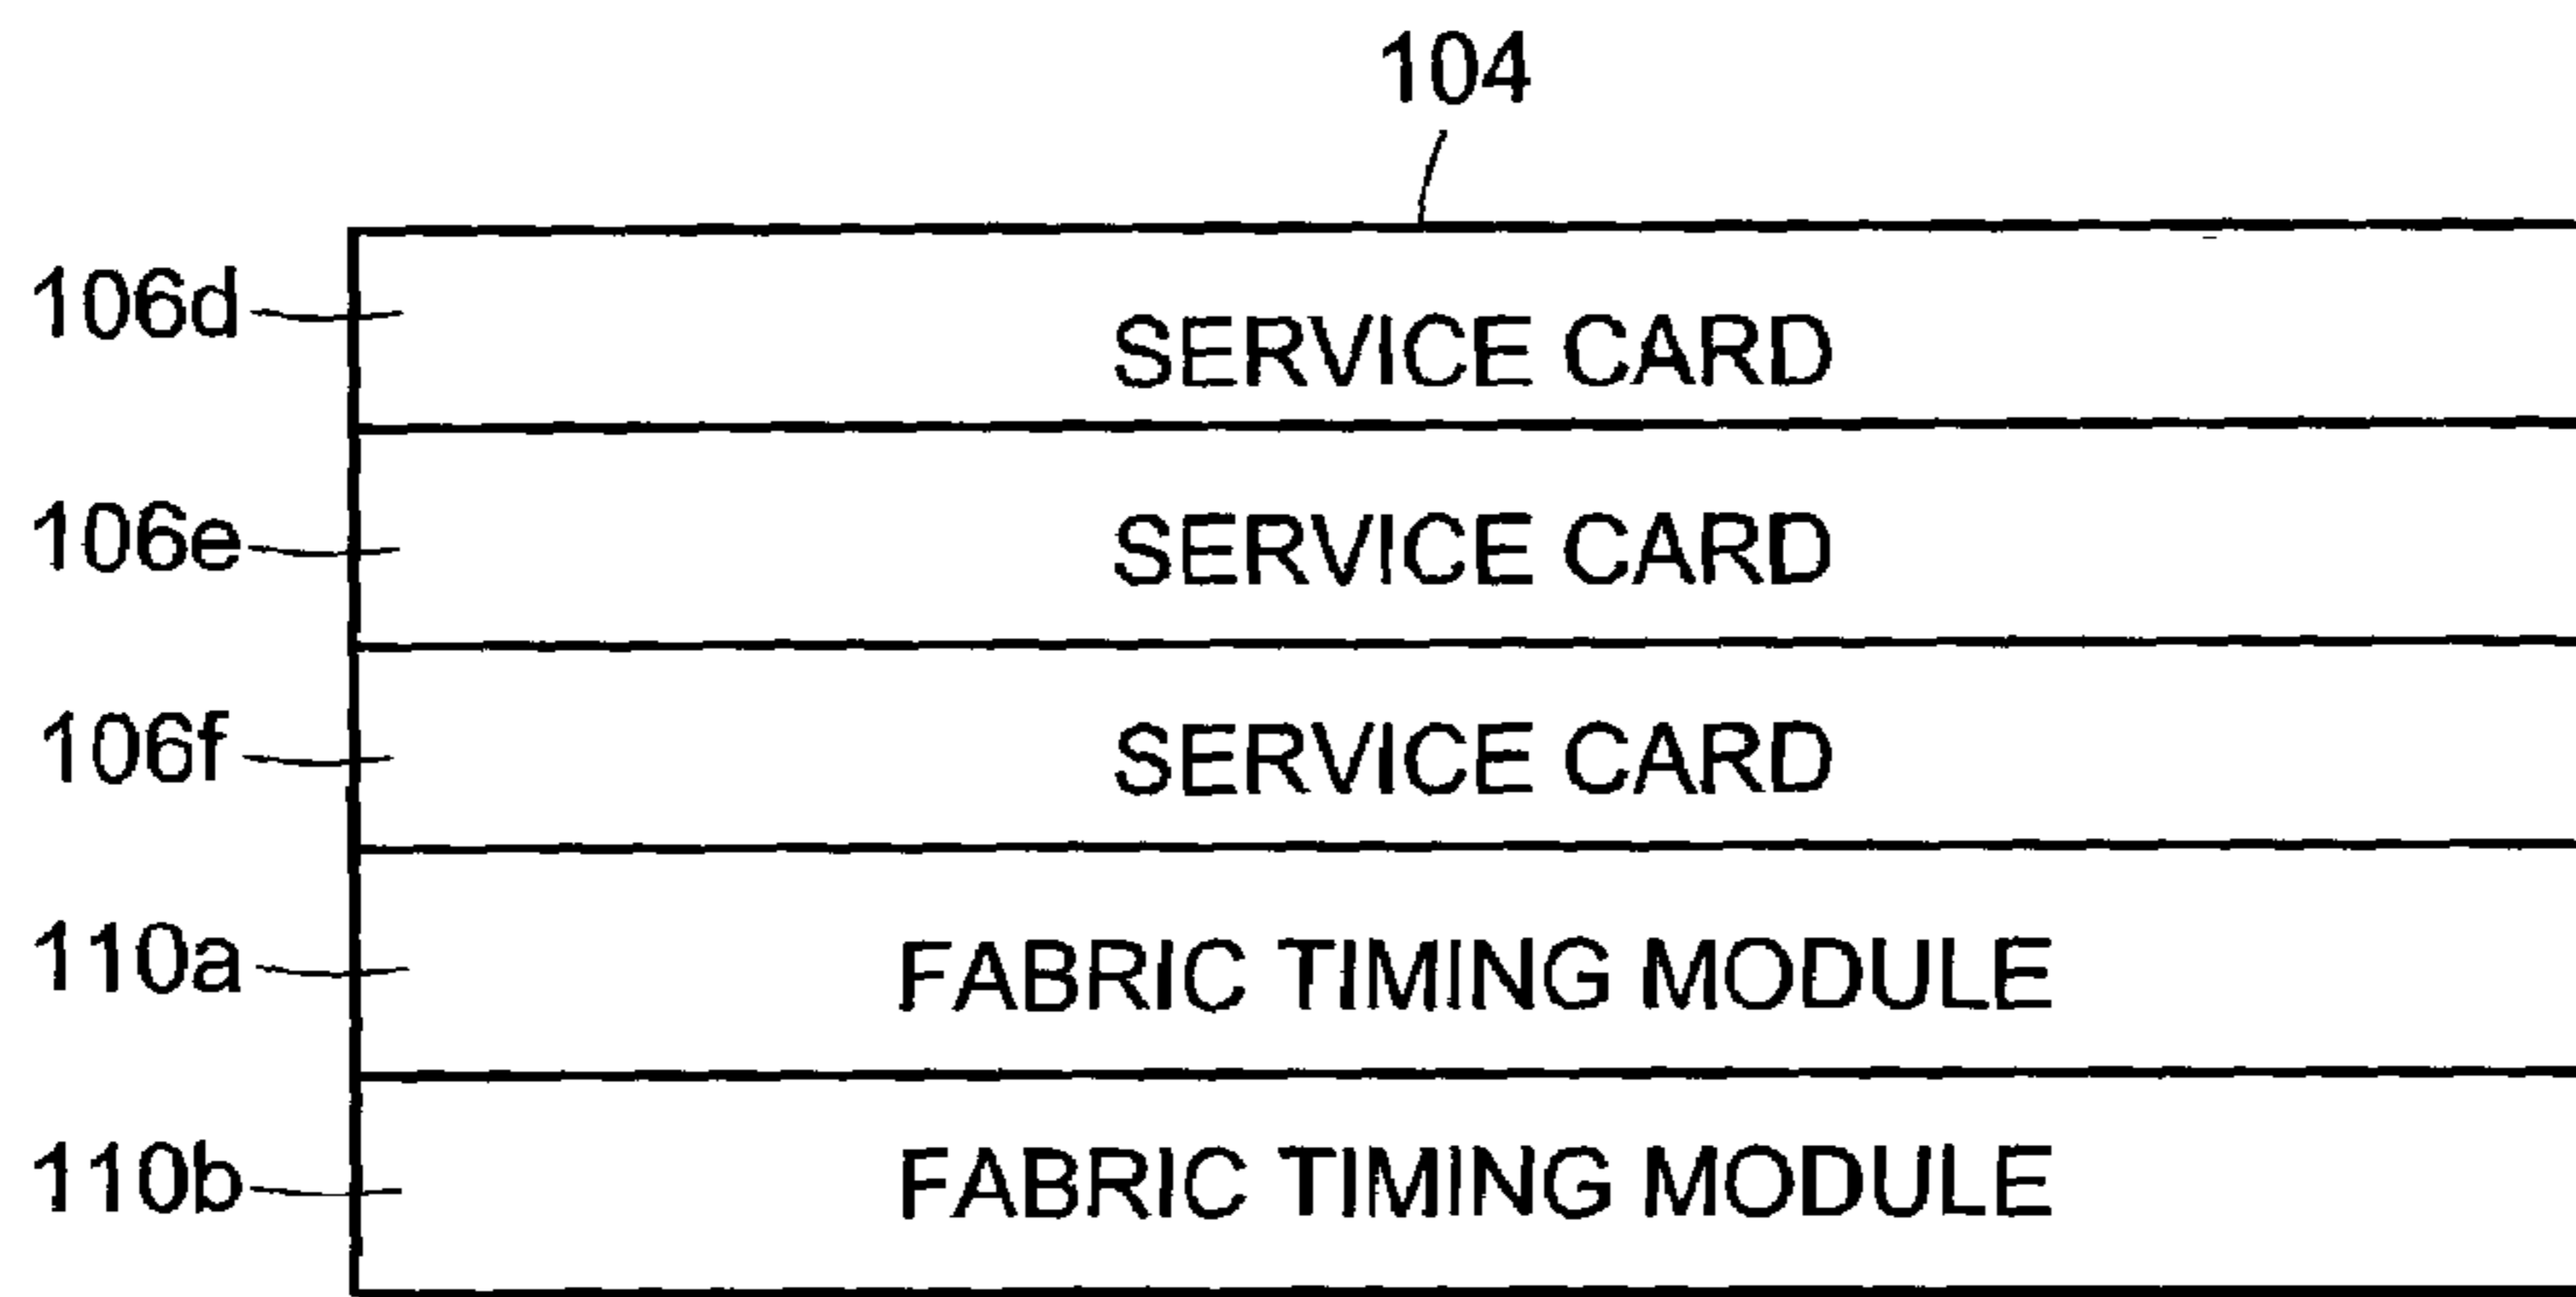 104
106d SERVICE CARD
106e SERVICE CARD
106f SERVICE CARD
110a FABRIC TIMING MODULE
110b FABRIC TIMING MODULE